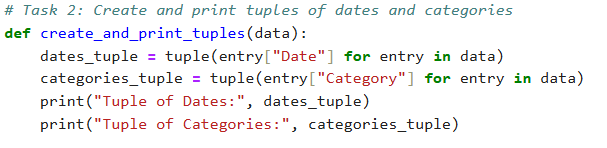 # Task 2: Create and print tuples of dates and categories
def create_and_print_tuples(data):
    dates_tuple = tuple(entry["Date"] for entry in data)
    categories_tuple = tuple(entry["Category"] for entry in data)
    print("Tuple of Dates:", dates_tuple)
    print("Tuple of Categories:", categories_tuple)